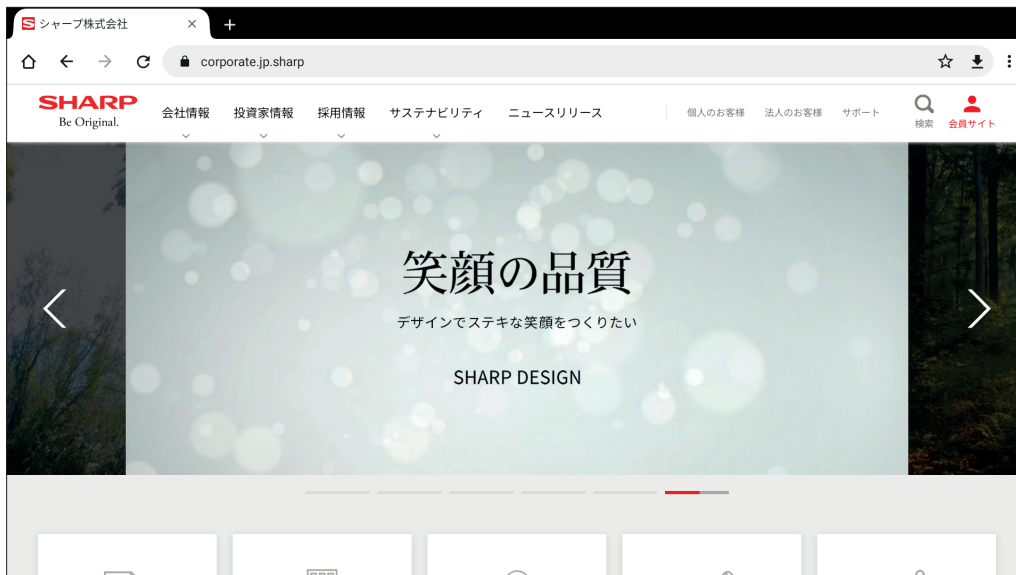 シャープ株式会社
corporate.jp.sharp
SHARP
Be Original.
会社情報 投資家情報 採用情報 サステナビリティ ニュースリリース 個人のお客様 法人のお客様 サポート 検索 会員サイト
笑顔の品質
デザインでステキな笑顔をつくりたい
SHARP DESIGN